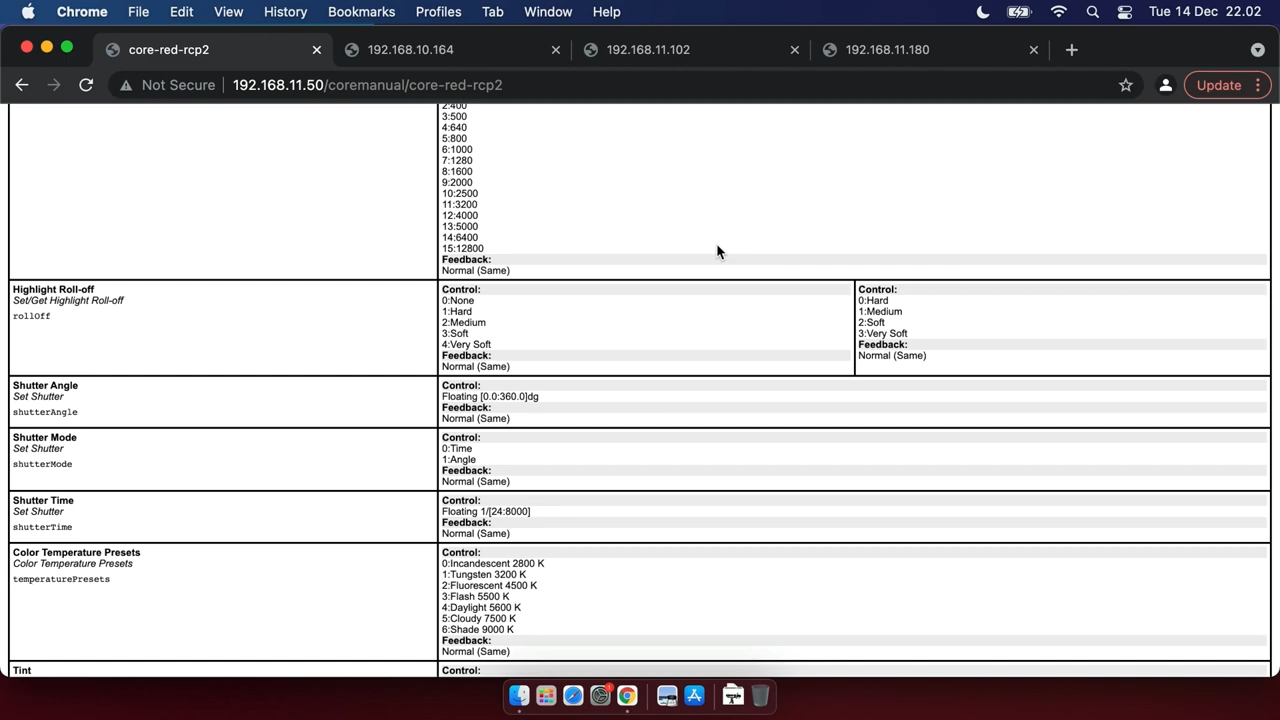 Chrome File Edit View History Bookmarks Profiles Tab Window Help Tue 14 Dec 22.02
core-red-rcp2 192.168.10.164 192.168.11.102 192.168.11.180
Not Secure 192.168.11.50/coremanual/core-red-rcp2 Update
2:400
3:500
4:640
5:800
6:1000
7:1280
8:1600
9:2000
10:2500
11:3200
12:4000
13:5000
14:6400
15:12800
Feedback:
Normal (Same)
Highlight Roll-off
Set/Get Highlight Roll-off
rollOff
Control:
0:None
1:Hard
2:Medium
3:Soft
4:Very Soft
Feedback:
Normal (Same)
Control:
0:Hard
1:Medium
2:Soft
3:Very Soft
Feedback:
Normal (Same)
Shutter Angle
Set Shutter
shutterAngle
Control:
Floating [0.0:360.0]dg
Feedback:
Normal (Same)
Shutter Mode
Set Shutter
shutterMode
Control:
0:Time
1:Angle
Feedback:
Normal (Same)
Shutter Time
Set Shutter
shutterTime
Control:
Floating 1/[24:8000]
Feedback:
Normal (Same)
Color Temperature Presets
Color Temperature Presets
temperaturePresets
Control:
0:Incandescent 2800 K
1:Tungsten 3200 K
2:Fluorescent 4500 K
3:Flash 5500 K
4:Daylight 5600 K
5:Cloudy 7500 K
6:Shade 9000 K
Feedback:
Normal (Same)
Tint
Control: